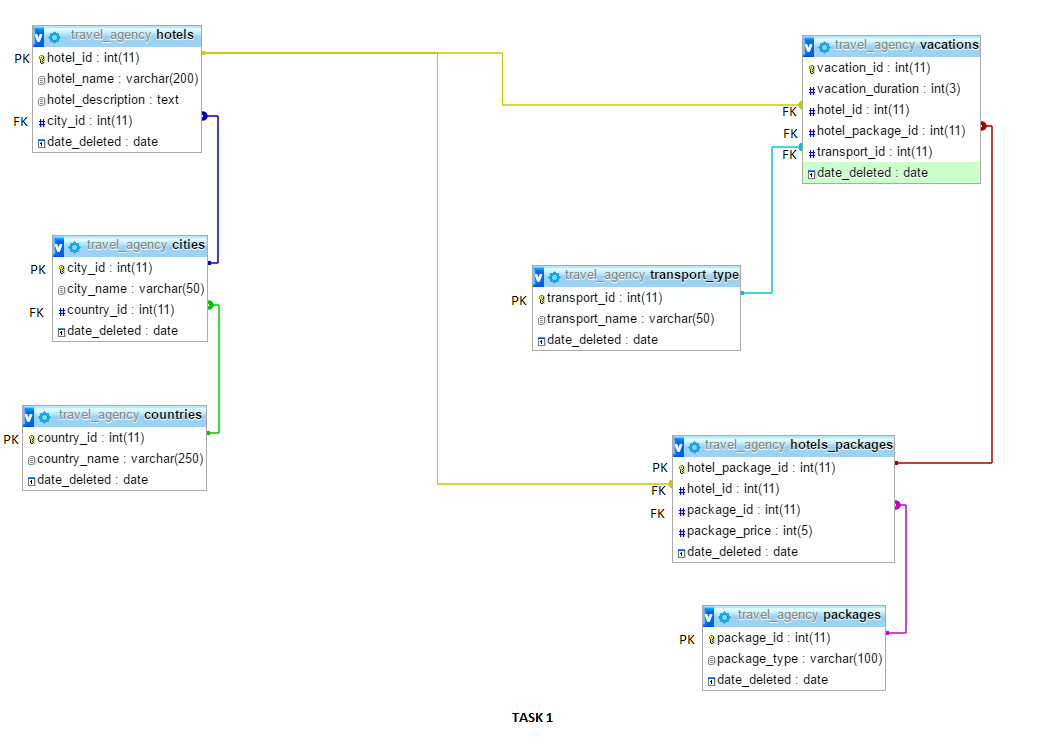 travel_agency hotels
PK hotel_id : int(11)
hotel_name : varchar(200)
hotel_description : text
FK #city_id : int(11)
date_deleted : date
travel_agency vacations
vacation_id : int(11)
#vacation_duration : int(3)
FK #hotel_id : int(11)
FK #hotel_package_id : int(11)
FK #transport_id : int(11)
date_deleted : date
travel_agency cities
PK city_id : int(11)
city_name : varchar(50)
FK #country_id : int(11)
date_deleted : date
travel_agency transport_type
PK transport_id : int(11)
transport_name : varchar(50)
date_deleted : date
travel_agency countries
PK country_id : int(11)
country_name : varchar(250)
date_deleted : date
travel_agency hotels_packages
PK hotel_package_id : int(11)
FK #hotel_id : int(11)
FK #package_id : int(11)
#package_price : int(5)
date_deleted : date
travel_agency packages
PK package_id : int(11)
package_type : varchar(100)
date_deleted : date
TASK 1